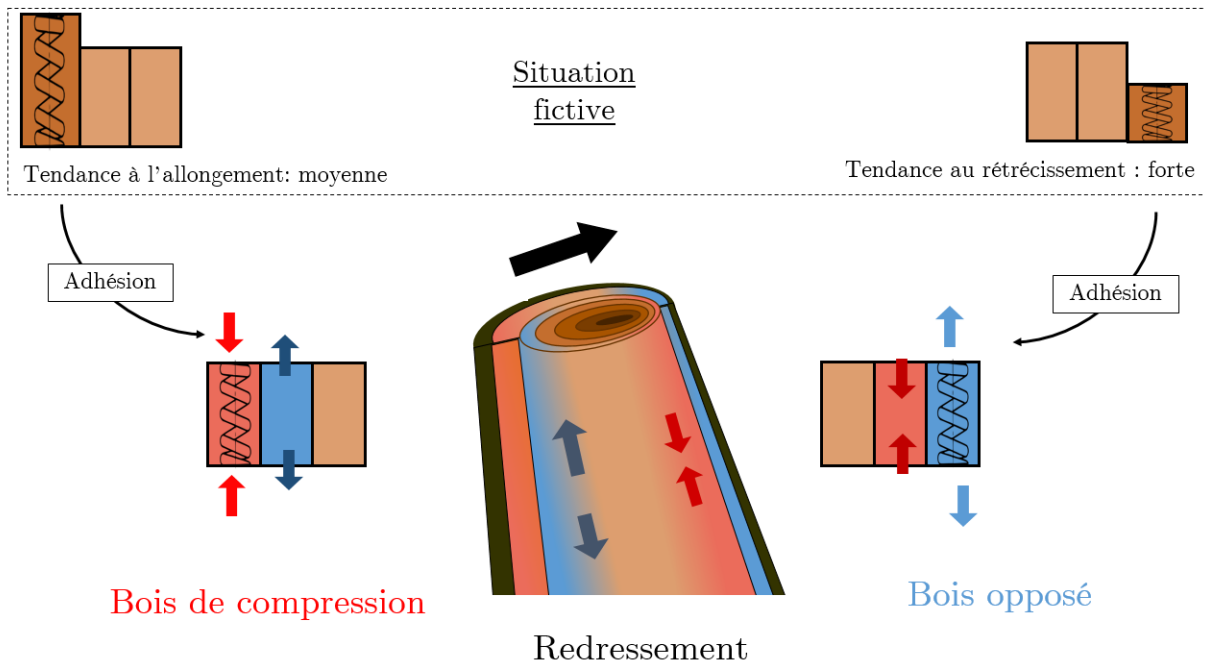 Situation
fictive
Tendance à l'allongement: moyenne
Tendance au rétrécissement : forte
Adhésion
Adhésion
Bois de compression
Bois opposé
Redressement